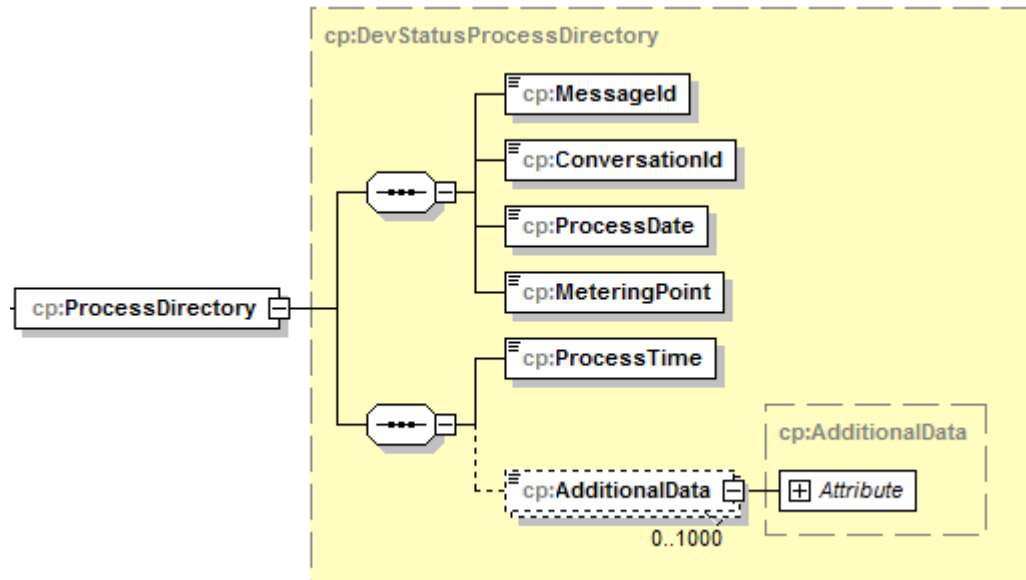 cp:DevStatusProcessDirectory
cp:MessageId
cp:ConversationId
cp:ProcessDate
cp:MeteringPoint
cp:ProcessDirectory
cp:ProcessTime
cp:AdditionalData
cp:AdditionalData
Attribute
0..1000